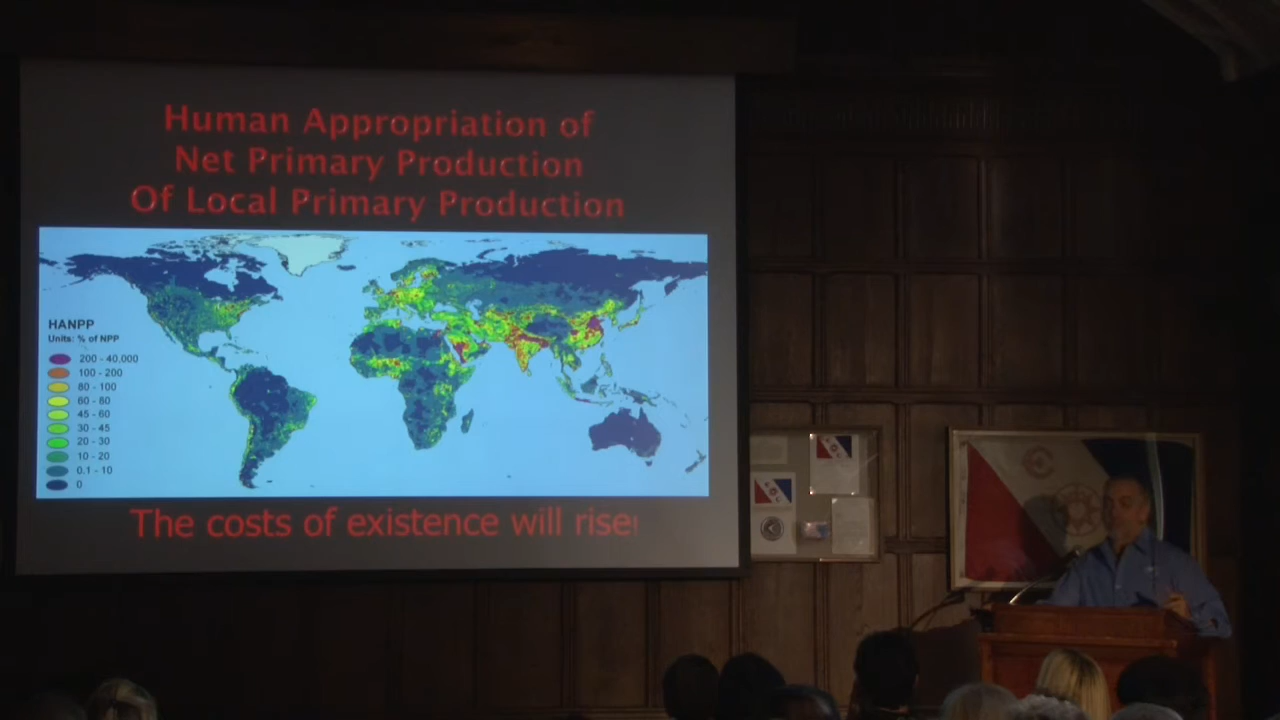 Human Appropriation of
Net Primary Production
Of Local Primary Production
HANPP
Units: % of NPP
200 - 40,000
100 - 200
80 - 100
60 - 80
45 - 60
30 - 45
20 - 30
10 - 20
0.1 - 10
0
The costs of existence will rise!